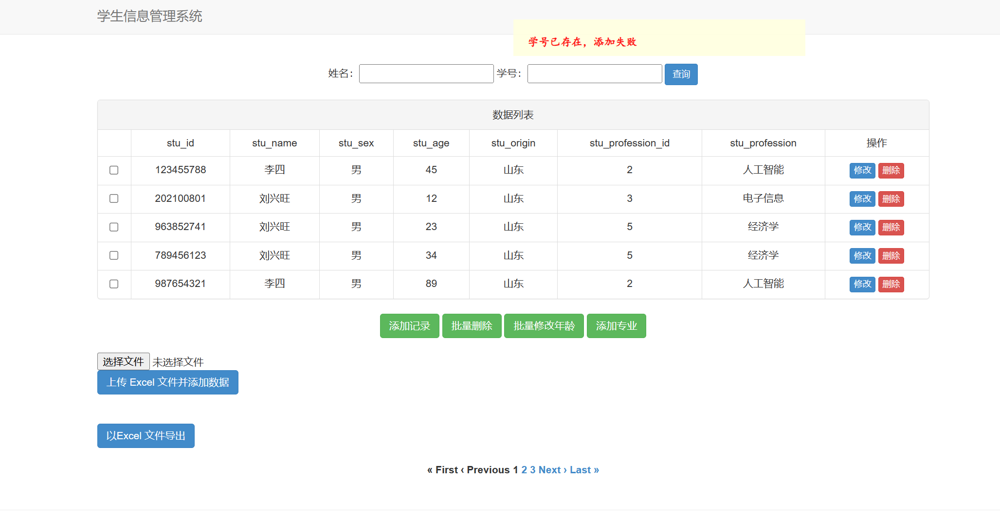 学生信息管理系统
学号已存在，添加失败
姓名： 学号： 查询
数据列表
stu_id stu_name stu_sex stu_age stu_origin stu_profession_id stu_profession 操作
123455788 李四 男 45 山东 2 人工智能 修改 删除
202100801 刘兴旺 男 12 山东 3 电子信息 修改 删除
963852741 刘兴旺 男 23 山东 5 经济学 修改 删除
789456123 刘兴旺 男 34 山东 5 经济学 修改 删除
987654321 李四 男 89 山东 2 人工智能 修改 删除
添加记录 批量删除 批量修改年龄 添加专业
选择文件 未选择文件
上传 Excel 文件并添加数据
以Excel 文件导出
« First ‹ Previous 1 2 3 Next › Last »